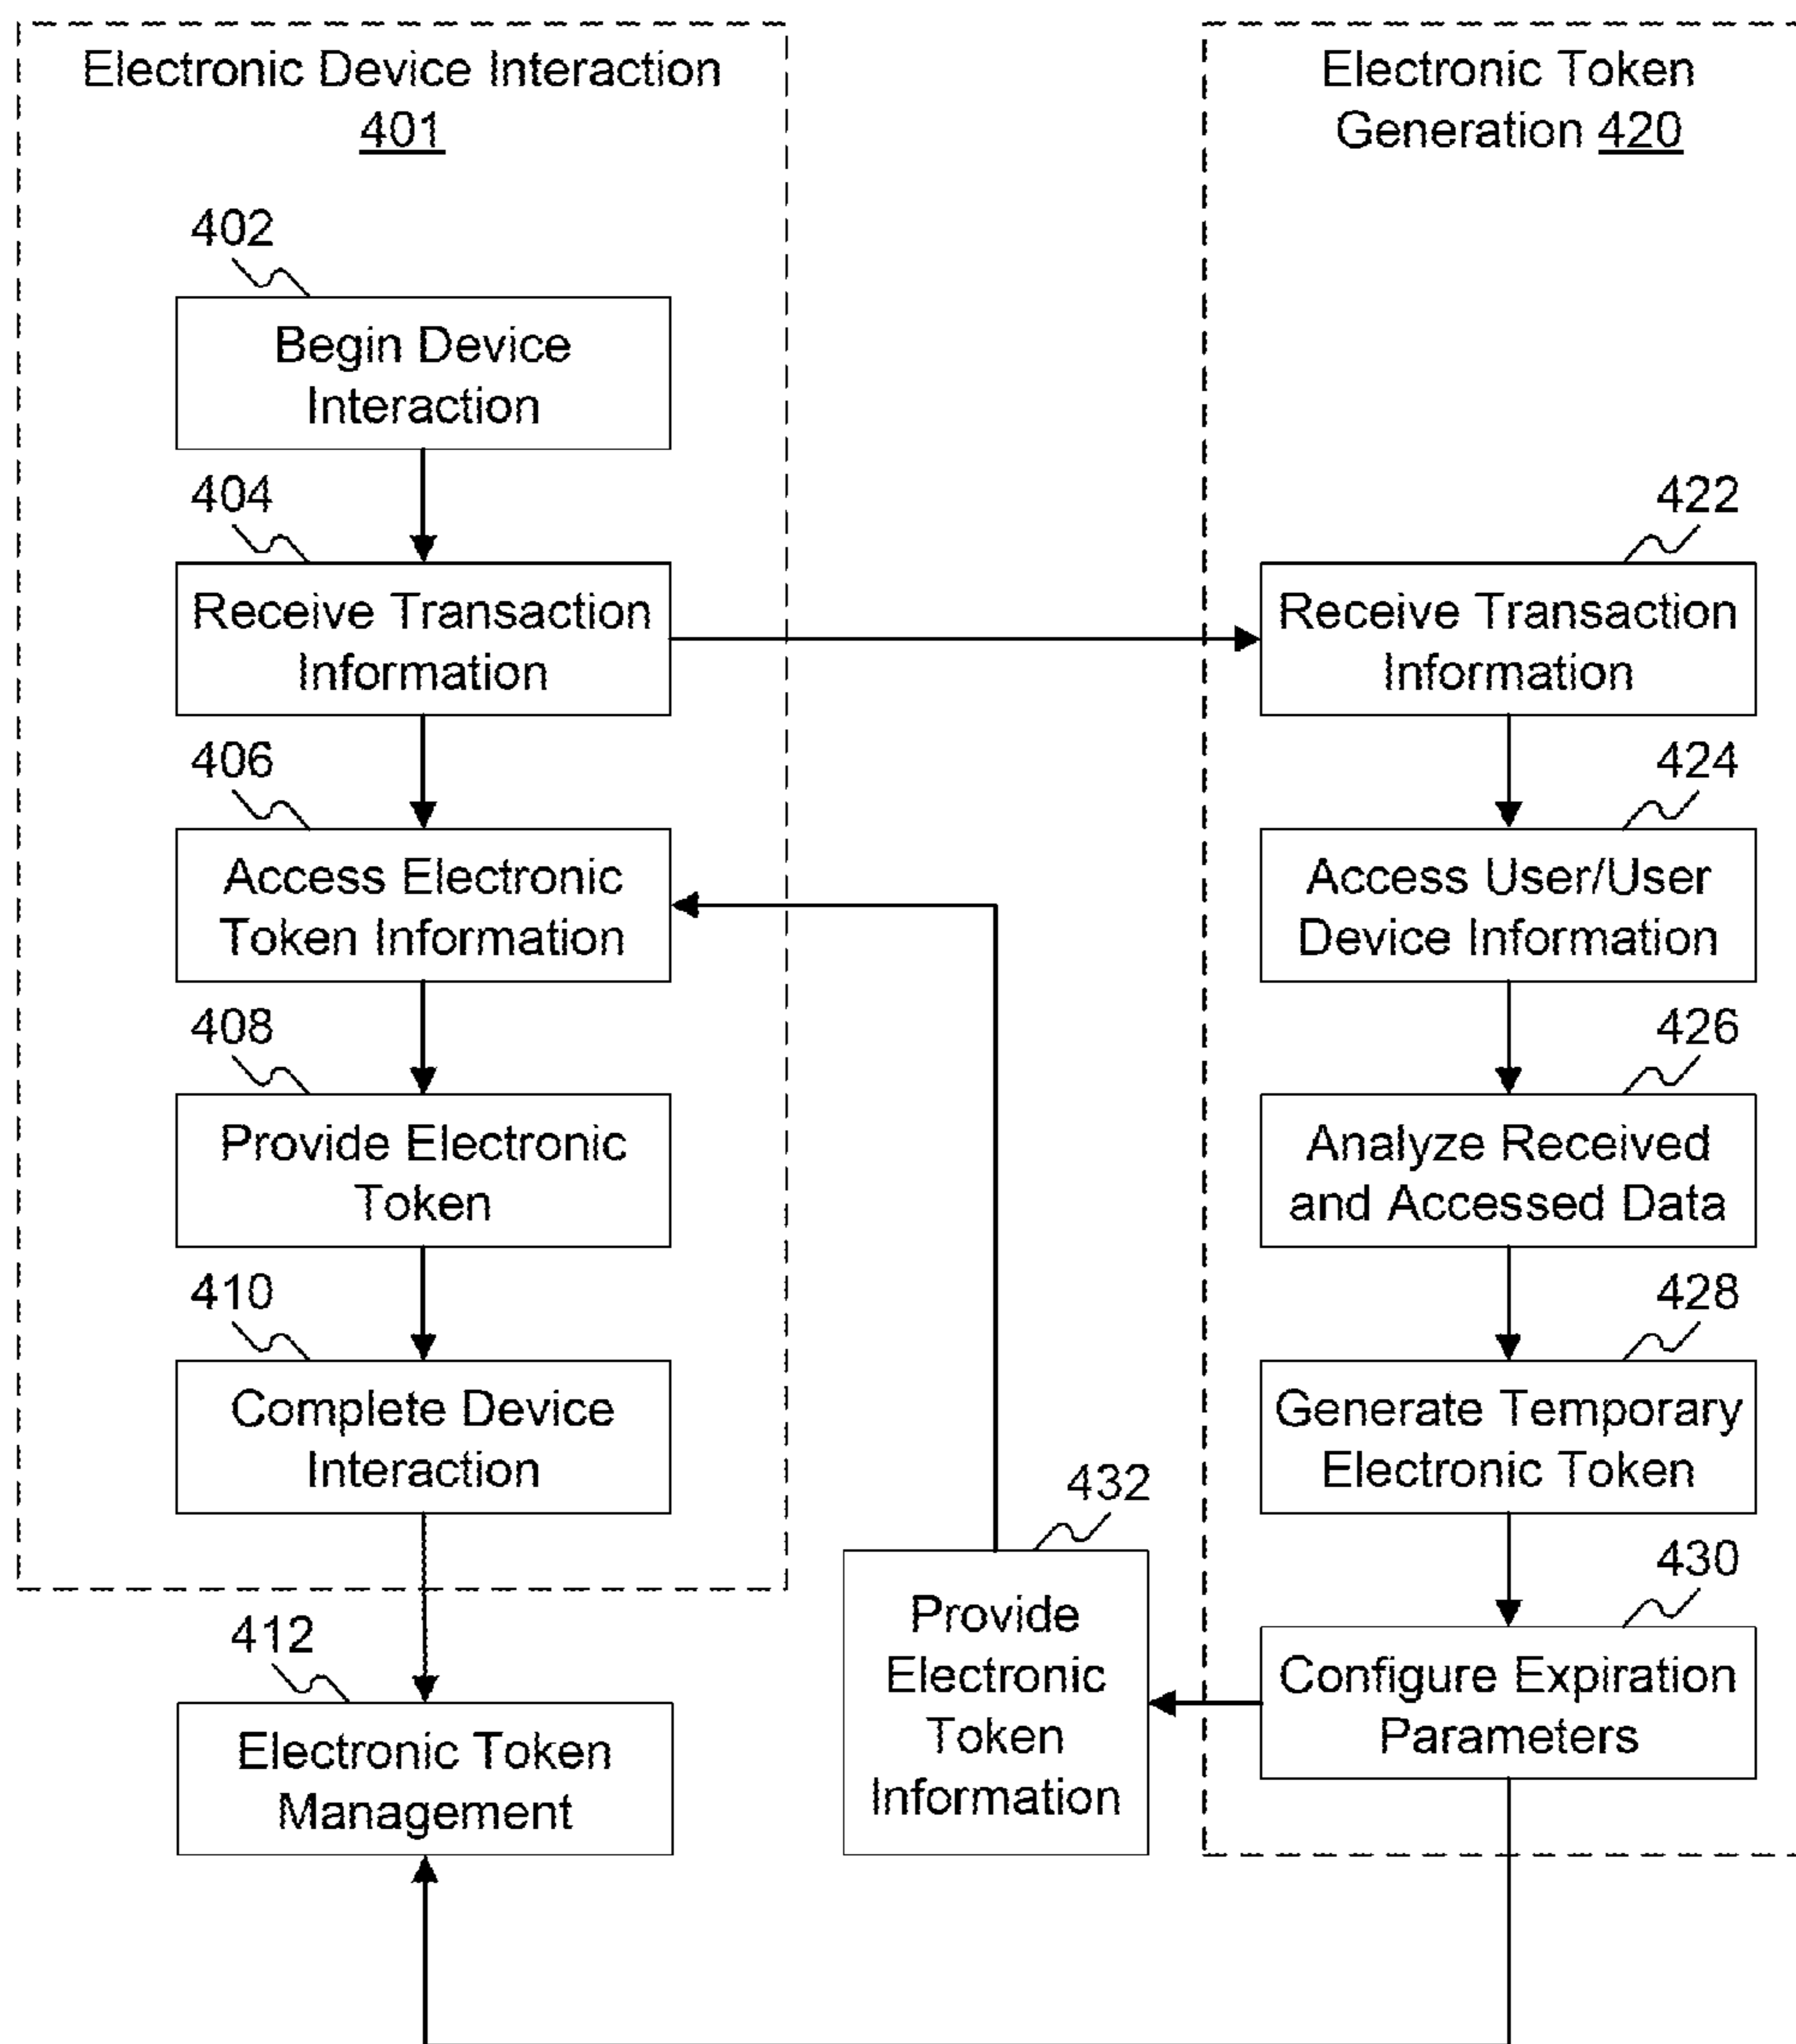 Electronic Device Interaction
401
402
Begin Device
Interaction
404
Receive Transaction
Information
406
Access Electronic
Token Information
408
Provide Electronic
Token
410
Complete Device
Interaction
412
Electronic Token
Management
432
Provide
Electronic
Token
Information
Electronic Token
Generation 420
422
Receive Transaction
Information
424
Access User/User
Device Information
426
Analyze Received
and Accessed Data
428
Generate Temporary
Electronic Token
430
Configure Expiration
Parameters